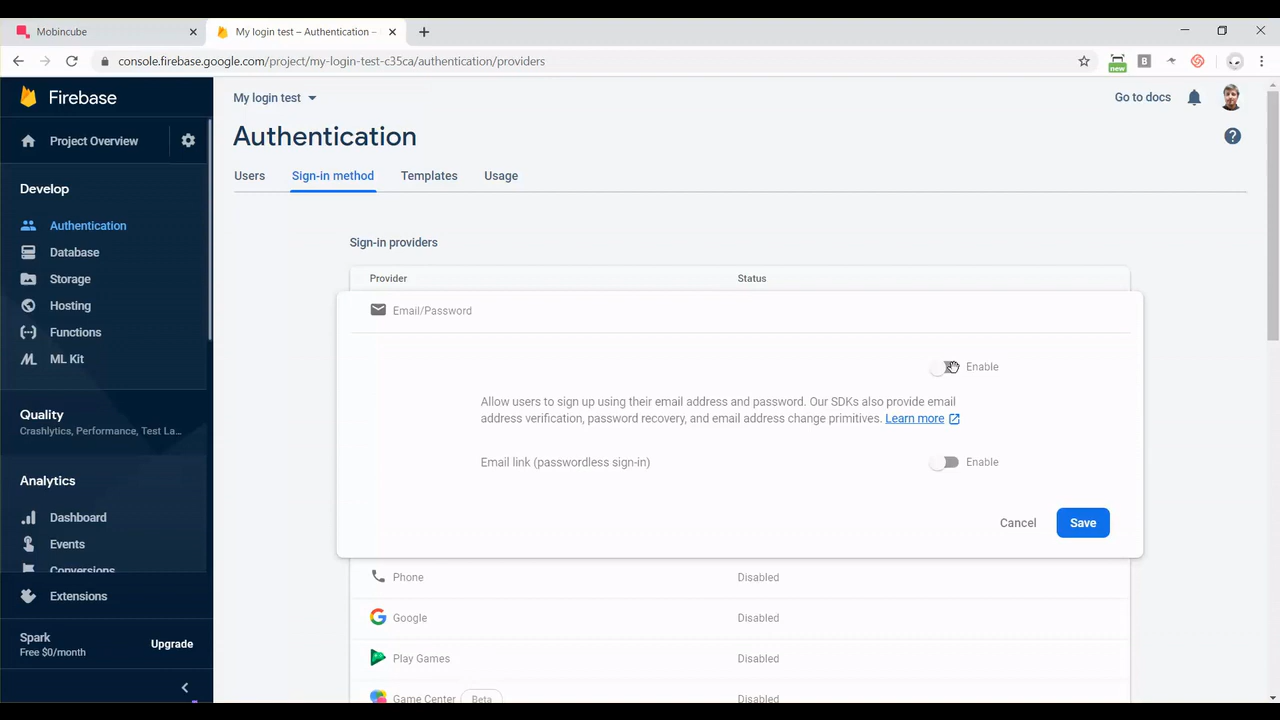 Mobincube
My login test – Authentication –
console.firebase.google.com/project/my-login-test-c35ca/authentication/providers
new
B
Firebase
My login test
Go to docs
Project Overview
Authentication
Users
Sign-in method
Templates
Usage
Develop
Authentication
Database
Storage
Hosting
Functions
ML Kit
Quality
Crashlytics, Performance, Test La...
Analytics
Dashboard
Events
Conversions
Extensions
Spark
Free $0/month
Upgrade
Sign-in providers
Provider
Status
Email/Password
Enable
Allow users to sign up using their email address and password. Our SDKs also provide email
address verification, password recovery, and email address change primitives. Learn more
Email link (passwordless sign-in)
Enable
Cancel
Save
Phone
Disabled
Google
Disabled
Play Games
Disabled
Game Center
Beta
Disabled